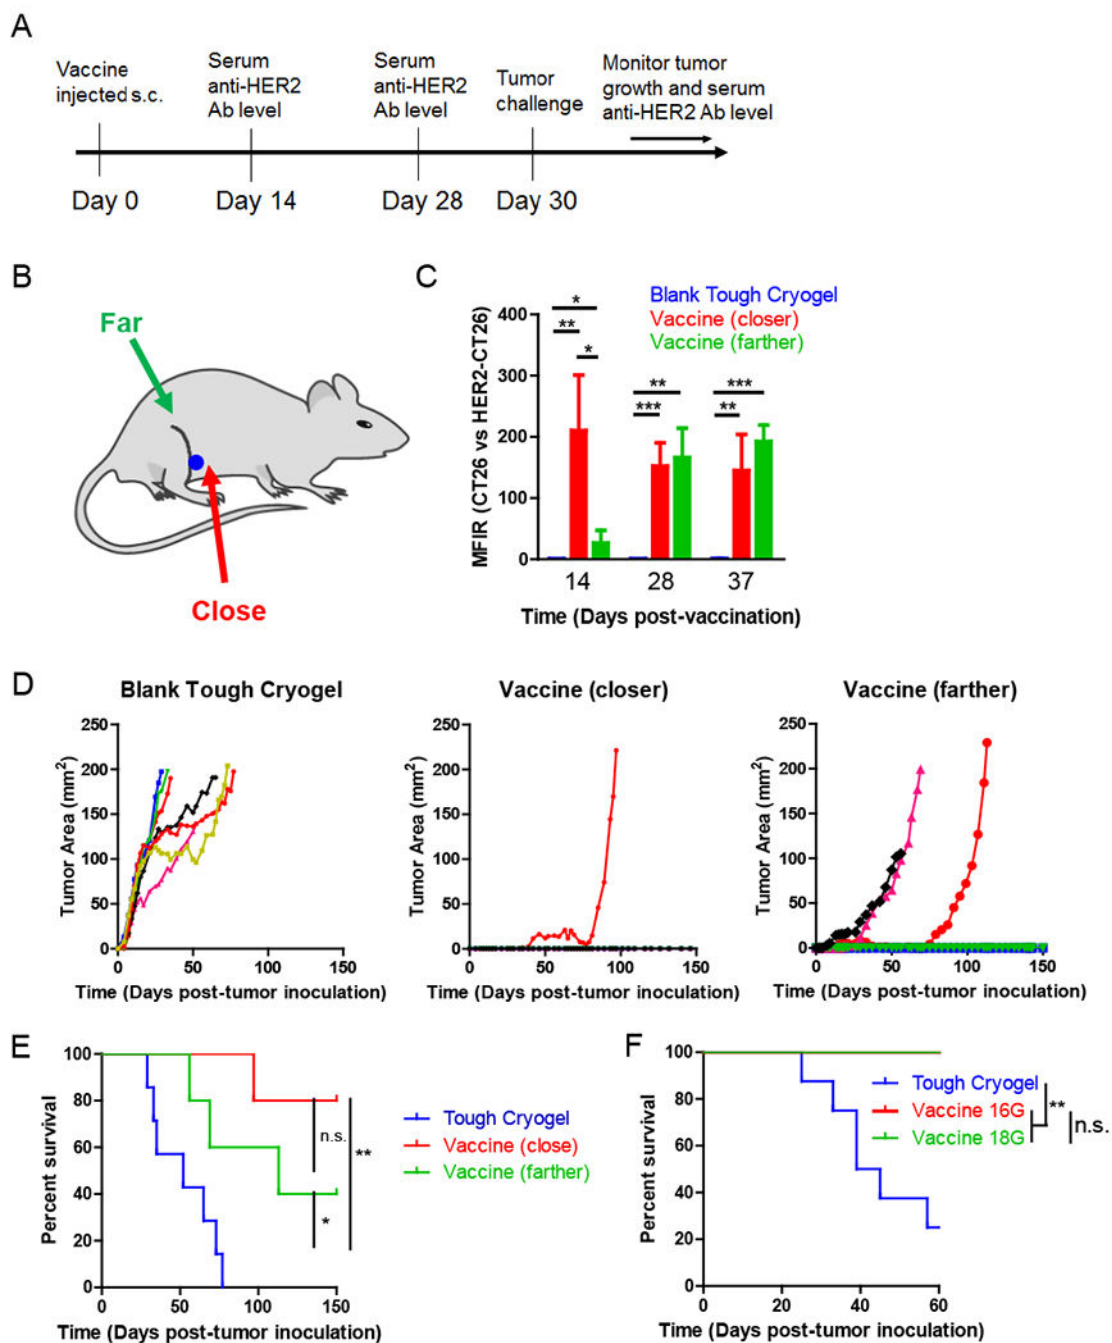 A
Vaccine
injected s.c.
Serum
anti-HER2
Ab level
Serum
anti-HER2
Ab level
Tumor
challenge
Monitor tumor
growth and serum
anti-HER2 Ab level
Day 0
Day 14
Day 28
Day 30
B
Far
Close
C
Blank Tough Cryogel
Vaccine (closer)
Vaccine (farther)
MFIR (CT26 vs HER2-CT26)
400
300
200
100
0
*
**
*
**
***
***
**
14
28
37
Time (Days post-vaccination)
D
Blank Tough Cryogel
Tumor Area (mm²)
250
200
150
100
50
0
0
50
100
150
Time (Days post-tumor inoculation)
Vaccine (closer)
Tumor Area (mm²)
250
200
150
100
50
0
0
50
100
150
Time (Days post-tumor inoculation)
Vaccine (farther)
Tumor Area (mm²)
250
200
150
100
50
0
0
50
100
150
Time (Days post-tumor inoculation)
E
Percent survival
100
80
60
40
20
0
0
50
100
150
Time (Days post-tumor inoculation)
n.s.
**
*
Tough Cryogel
Vaccine (close)
Vaccine (farther)
F
Percent survival
100
80
60
40
20
0
0
20
40
60
Time (Days post-tumor inoculation)
Tough Cryogel
Vaccine 16G
Vaccine 18G
**
n.s.